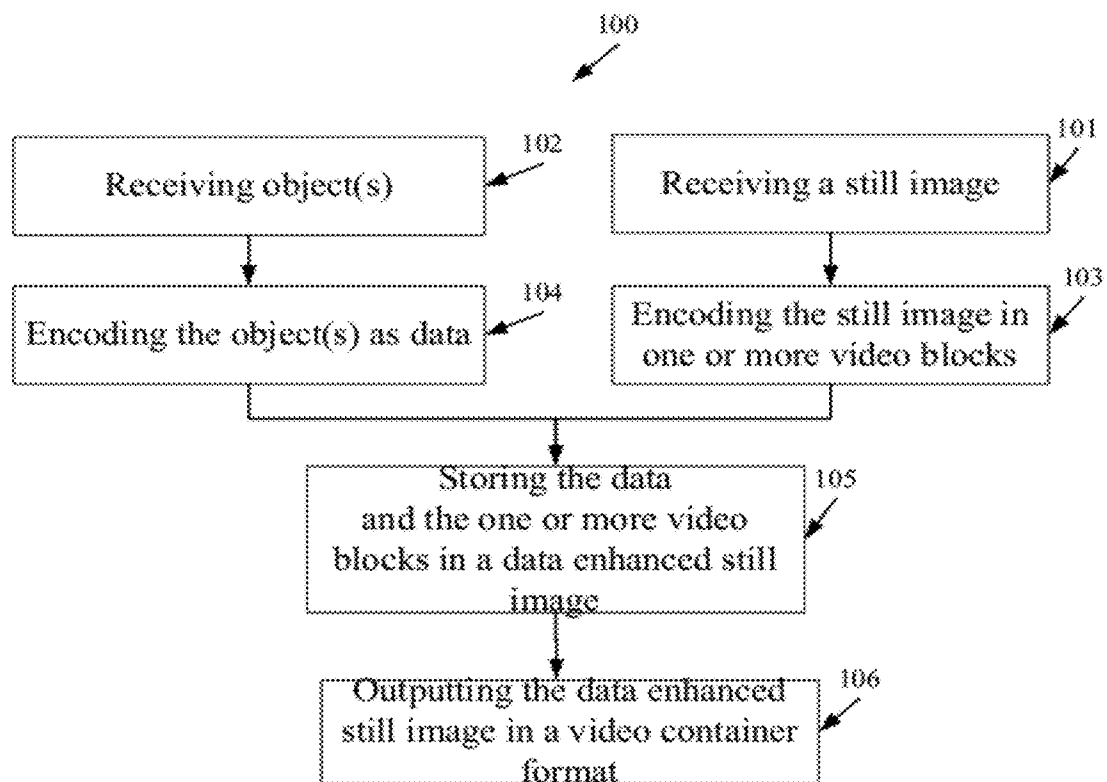 100
102
101
Receiving object(s)
Receiving a still image
104
103
Encoding the object(s) as data
Encoding the still image in
one or more video blocks
105
Storing the data
and the one or more video
blocks in a data enhanced still
image
106
Outputting the data enhanced
still image in a video container
format